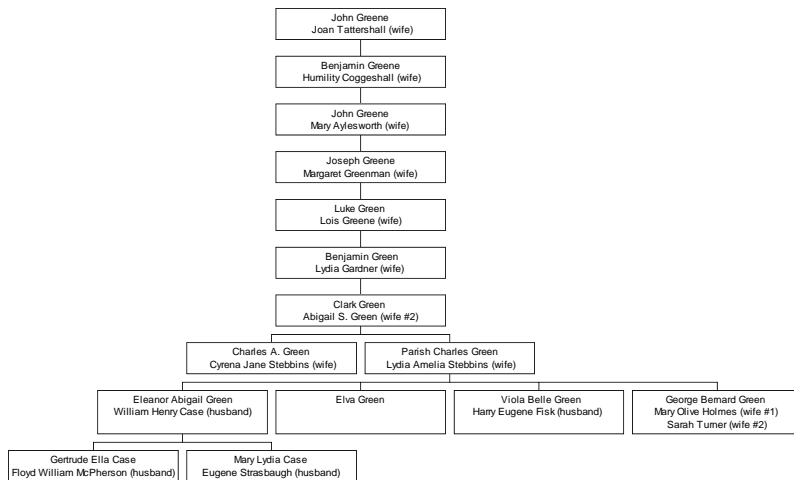 John Greene
Joan Tattershall (wife)
Benjamin Greene
Humility Coggeshall (wife)
John Greene
Mary Aylesworth (wife)
Joseph Greene
Margaret Greenman (wife)
Luke Green
Lois Greene (wife)
Benjamin Green
Lydia Gardner (wife)
Clark Green
Abigail S. Green (wife #2)
Charles A. Green
Cyrena Jane Stebbins (wife)
Parish Charles Green
Lydia Amelia Stebbins (wife)
Eleanor Abigail Green
William Henry Case (husband)
Elva Green
Viola Belle Green
Harry Eugene Fisk (husband)
George Bernard Green
Mary Olive Holmes (wife #1)
Sarah Turner (wife #2)
Gertrude Ella Case
Floyd William McPherson (husband)
Mary Lydia Case
Eugene Strasbaugh (husband)